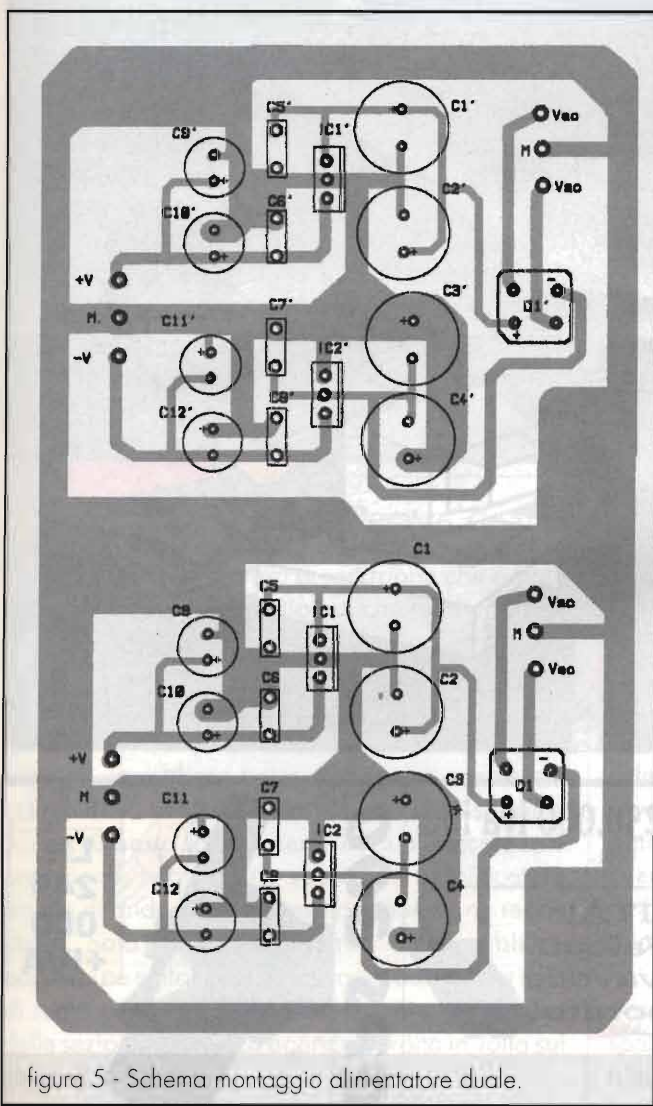 C5'
C1'
Vac
C9'
IC1'
M
C2'
Vac
C10'
C6'
+V
C3'
-
D1'
C7'
M.
C11'
+
-V
IC2'
C4'
C12'
C8'
C1
C5
Vac
C9
IC1
M
C2
C10
C6
Vac
+V
C3
-
C7
D1
M
C11
+
-V
IC2
C4
C12
figura 5 - Schema montaggio alimentatore duale.